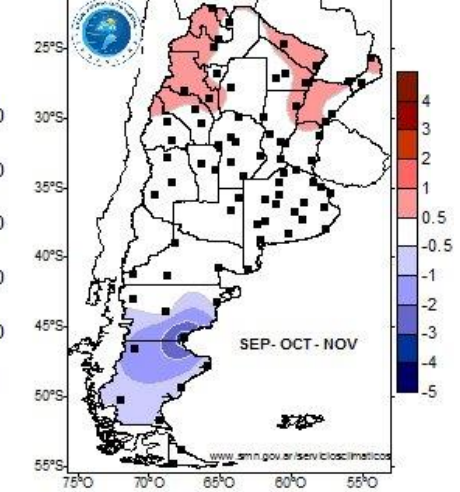 25°S
30°S
35°S
40°S
45°S
50°S
55°S
75°O 70°O 65°O 60°O 55°O
SEP- OCT - NOV
www.smn.gov.ar/serviciosclimaticos
4
3
2
1
0.5
-0.5
-1
-2
-3
-4
-5